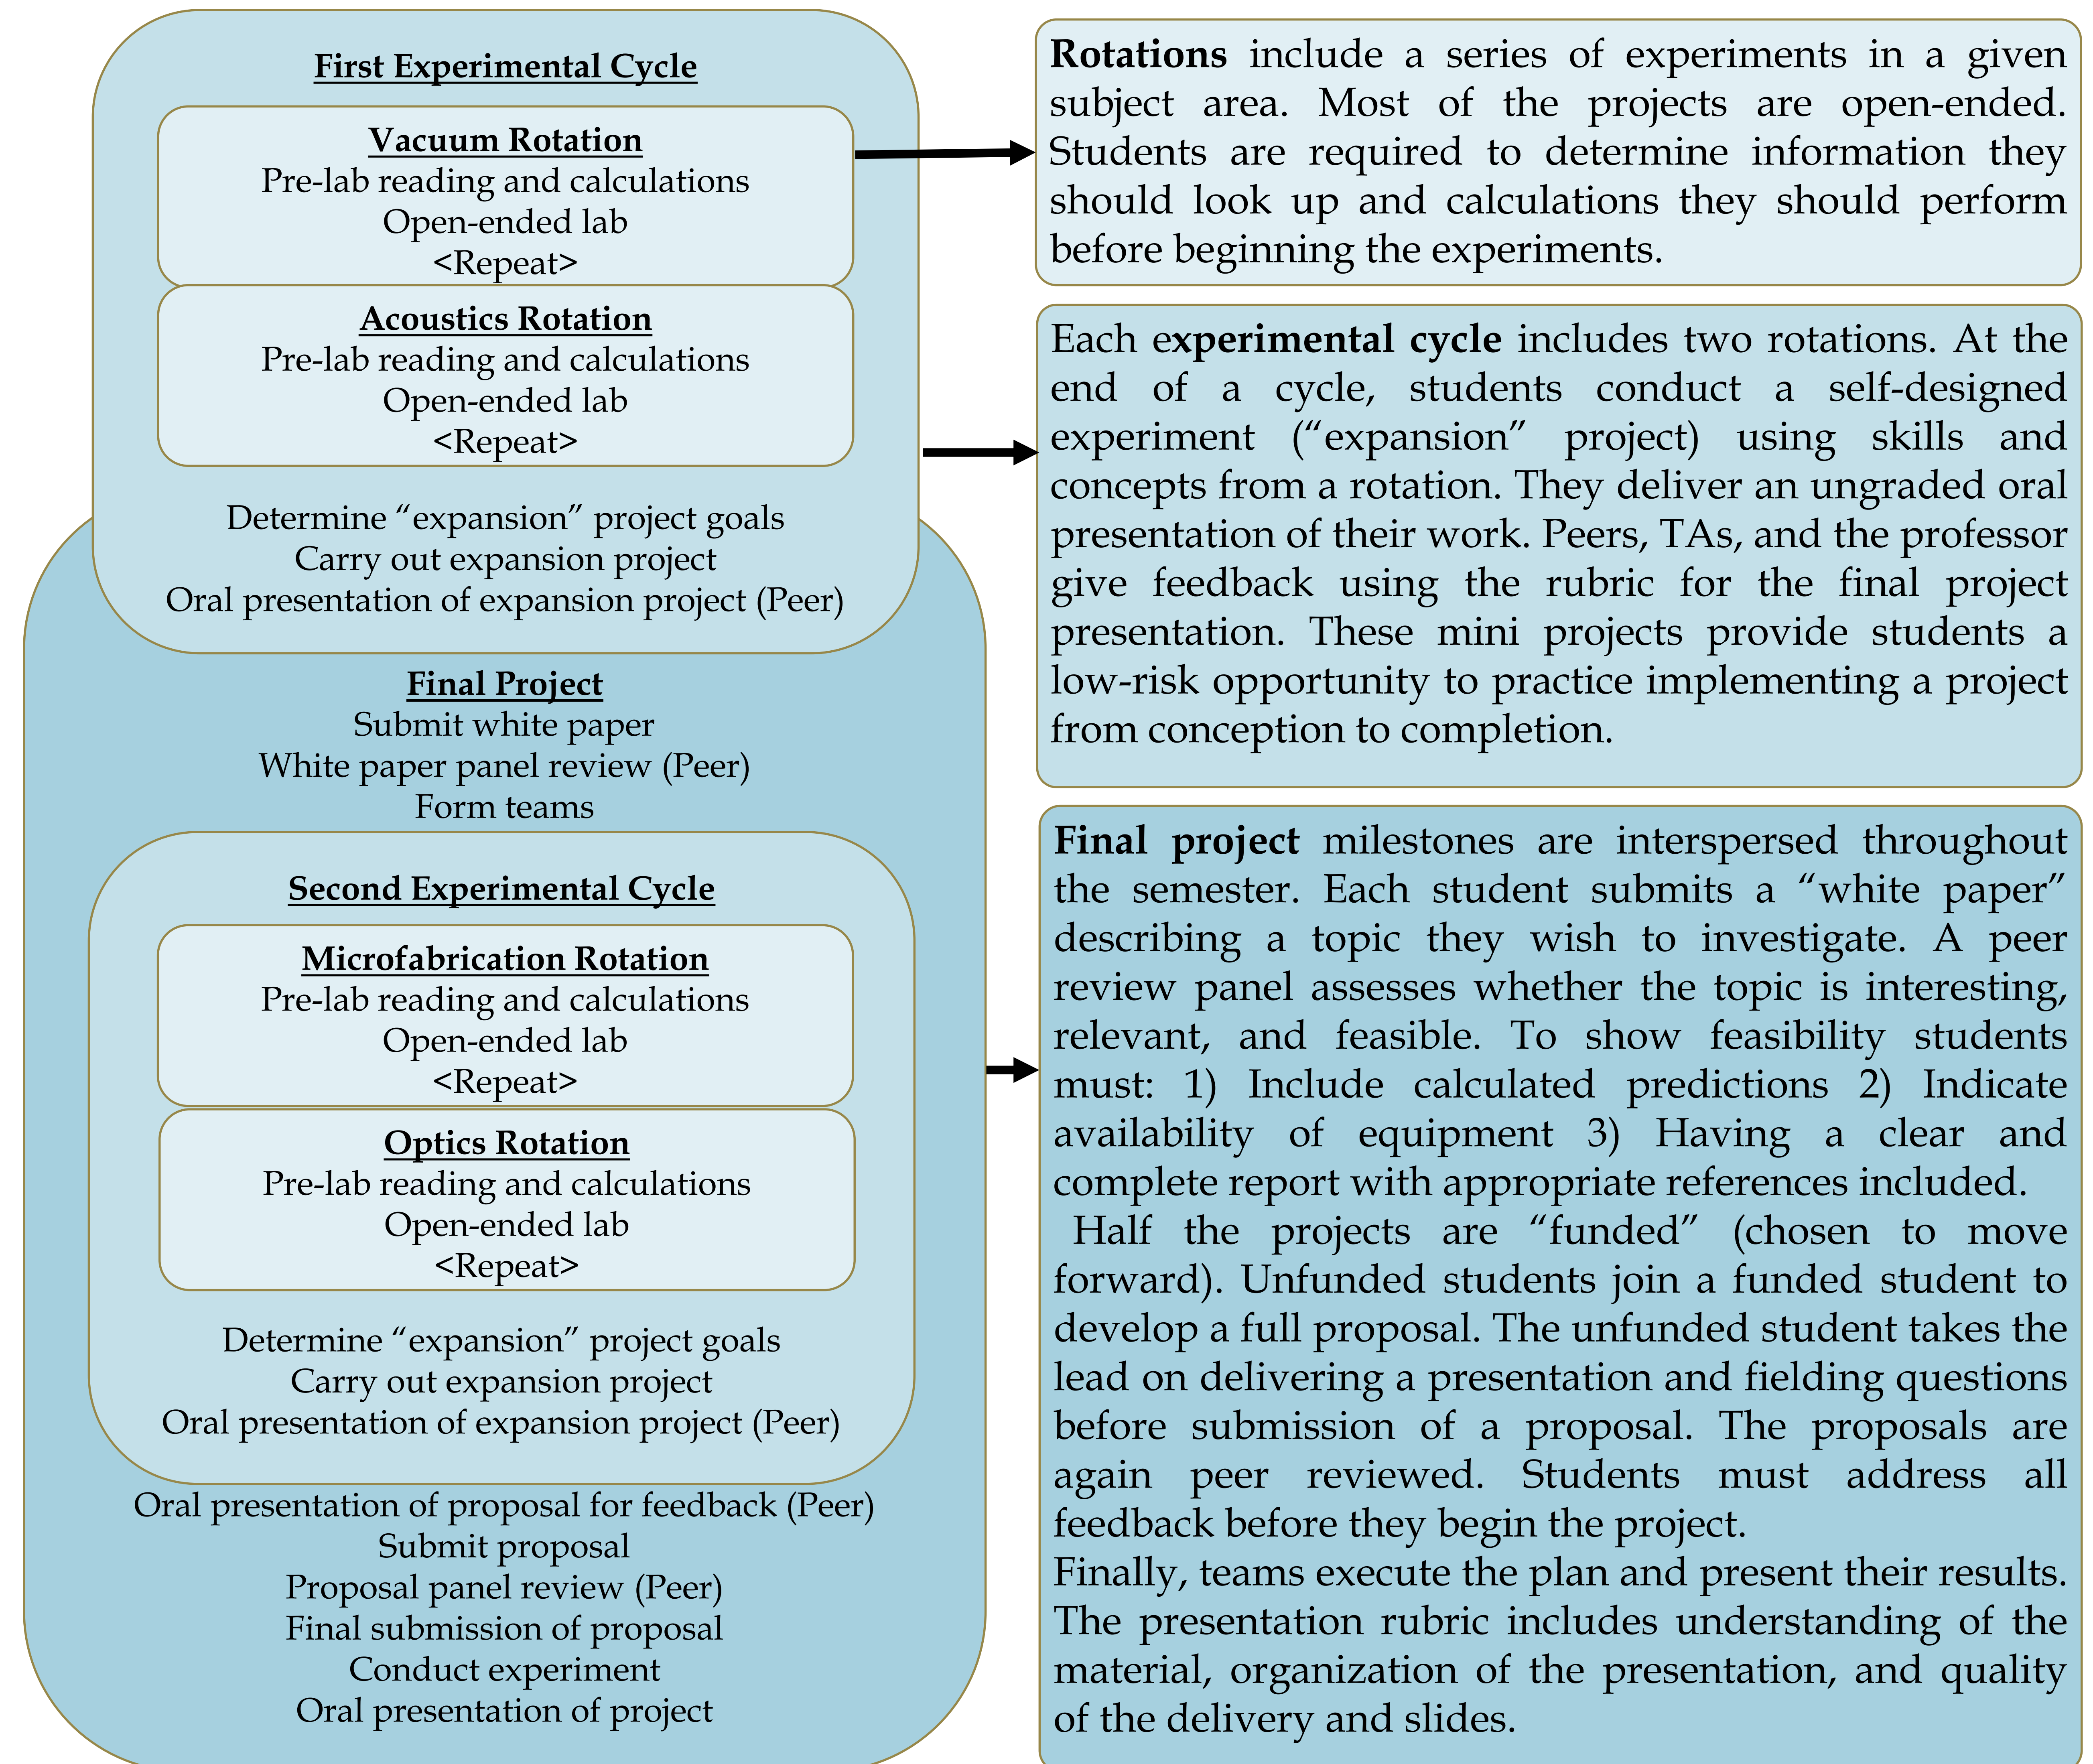 First Experimental Cycle
Vacuum Rotation
Pre-lab reading and calculations
Open-ended lab
<Repeat>
Acoustics Rotation
Pre-lab reading and calculations
Open-ended lab
<Repeat>
Determine “expansion” project goals
Carry out expansion project
Oral presentation of expansion project (Peer)
Final Project
Submit white paper
White paper panel review (Peer)
Form teams
Second Experimental Cycle
Microfabrication Rotation
Pre-lab reading and calculations
Open-ended lab
<Repeat>
Optics Rotation
Pre-lab reading and calculations
Open-ended lab
<Repeat>
Determine “expansion” project goals
Carry out expansion project
Oral presentation of expansion project (Peer)
Oral presentation of proposal for feedback (Peer)
Submit proposal
Proposal panel review (Peer)
Final submission of proposal
Conduct experiment
Oral presentation of project
Rotations include a series of experiments in a given
subject area. Most of the projects are open-ended.
Students are required to determine information they
should look up and calculations they should perform
before beginning the experiments.
Each experimental cycle includes two rotations. At the
end of a cycle, students conduct a self-designed
experiment (“expansion” project) using skills and
concepts from a rotation. They deliver an ungraded oral
presentation of their work. Peers, TAs, and the professor
give feedback using the rubric for the final project
presentation. These mini projects provide students a
low-risk opportunity to practice implementing a project
from conception to completion.
Final project milestones are interspersed throughout
the semester. Each student submits a “white paper”
describing a topic they wish to investigate. A peer
review panel assesses whether the topic is interesting,
relevant, and feasible. To show feasibility students
must: 1) Include calculated predictions 2) Indicate
availability of equipment 3) Having a clear and
complete report with appropriate references included.
Half the projects are “funded” (chosen to move
forward). Unfunded students join a funded student to
develop a full proposal. The unfunded student takes the
lead on delivering a presentation and fielding questions
before submission of a proposal. The proposals are
again peer reviewed. Students must address all
feedback before they begin the project.
Finally, teams execute the plan and present their results.
The presentation rubric includes understanding of the
material, organization of the presentation, and quality
of the delivery and slides.